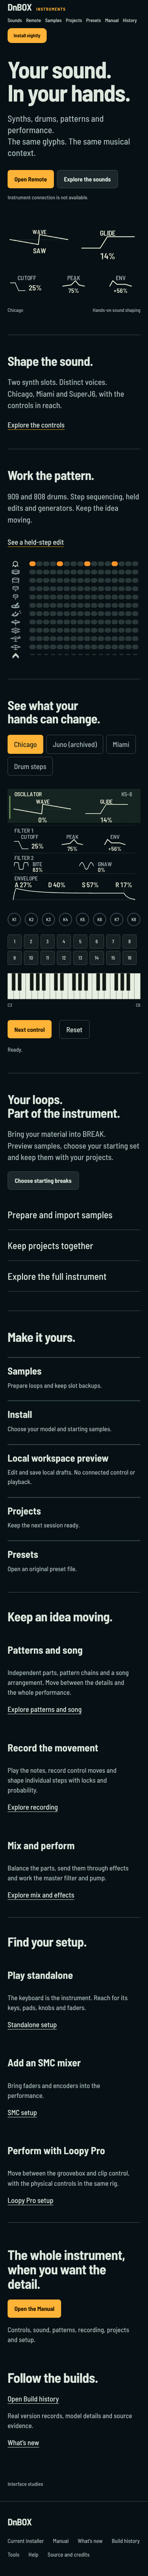 DnBOX INSTRUMENTS
Sounds Remote Samples Projects Presets Manual History
Install nightly
Your sound.
In your hands.
Synths, drums, patterns and
performance.
The same glyphs. The same musical
context.
Open Remote
Explore the sounds
Instrument connection is not available.
WAVE
SAW
GLIDE
14%
CUTOFF
25%
PEAK
75%
ENV
+56%
Chicago
Hands-on sound shaping
Shape the sound.
Two synth slots. Distinct voices.
Chicago, Miami and SuperJ6, with the
controls in reach.
Explore the controls
Work the pattern.
909 and 808 drums. Step sequencing, held
edits and generators. Keep the idea
moving.
See a held-step edit
See what your
hands can change.
Chicago
Juno (archived)
Miami
Drum steps
OSCILLATOR
KS-6
WAVE
0%
GLIDE
14%
FILTER 1
CUTOFF
25%
PEAK
75%
ENV
+56%
FILTER 2
BITE
83%
GNAW
0%
ENVELOPE
A 27% D 40% S 57% R 17%
K1 K2 K3 K4 K5 K6 K7 K8
1 2 3 4 5 6 7 8
9 10 11 12 13 14 15 16
C3
C6
Next control
Reset
Ready.
Your loops.
Part of the instrument.
Bring your material into BREAK.
Preview samples, choose your starting set
and keep them with your projects.
Choose starting breaks
Prepare and import samples
Keep projects together
Explore the full instrument
Make it yours.
Samples
Prepare loops and keep slot backups.
Install
Choose your model and starting samples.
Local workspace preview
Edit and save local drafts. No connected control or
playback.
Projects
Keep the next session ready.
Presets
Open an original preset file.
Keep an idea moving.
Patterns and song
Independent parts, pattern chains and a song
arrangement. Move between the details and
the whole performance.
Explore patterns and song
Record the movement
Play the notes, record control moves and
shape individual steps with locks and
probability.
Explore recording
Mix and perform
Balance the parts, send them through effects
and work the master filter and pump.
Explore mix and effects
Find your setup.
Play standalone
The keyboard is the instrument. Reach for its
keys, pads, knobs and faders.
Standalone setup
Add an SMC mixer
Bring faders and encoders into the
performance.
SMC setup
Perform with Loopy Pro
Move between the groovebox and clip control,
with the physical controls in the same rig.
Loopy Pro setup
The whole instrument,
when you want the
detail.
Open the Manual
Controls, sound, patterns, recording, projects
and setup.
Follow the builds.
Open Build history
Real version records, model details and source
evidence.
What's new
Interface studies
DnBOX
Current installer Manual What's new Build history
Tools Help Source and credits